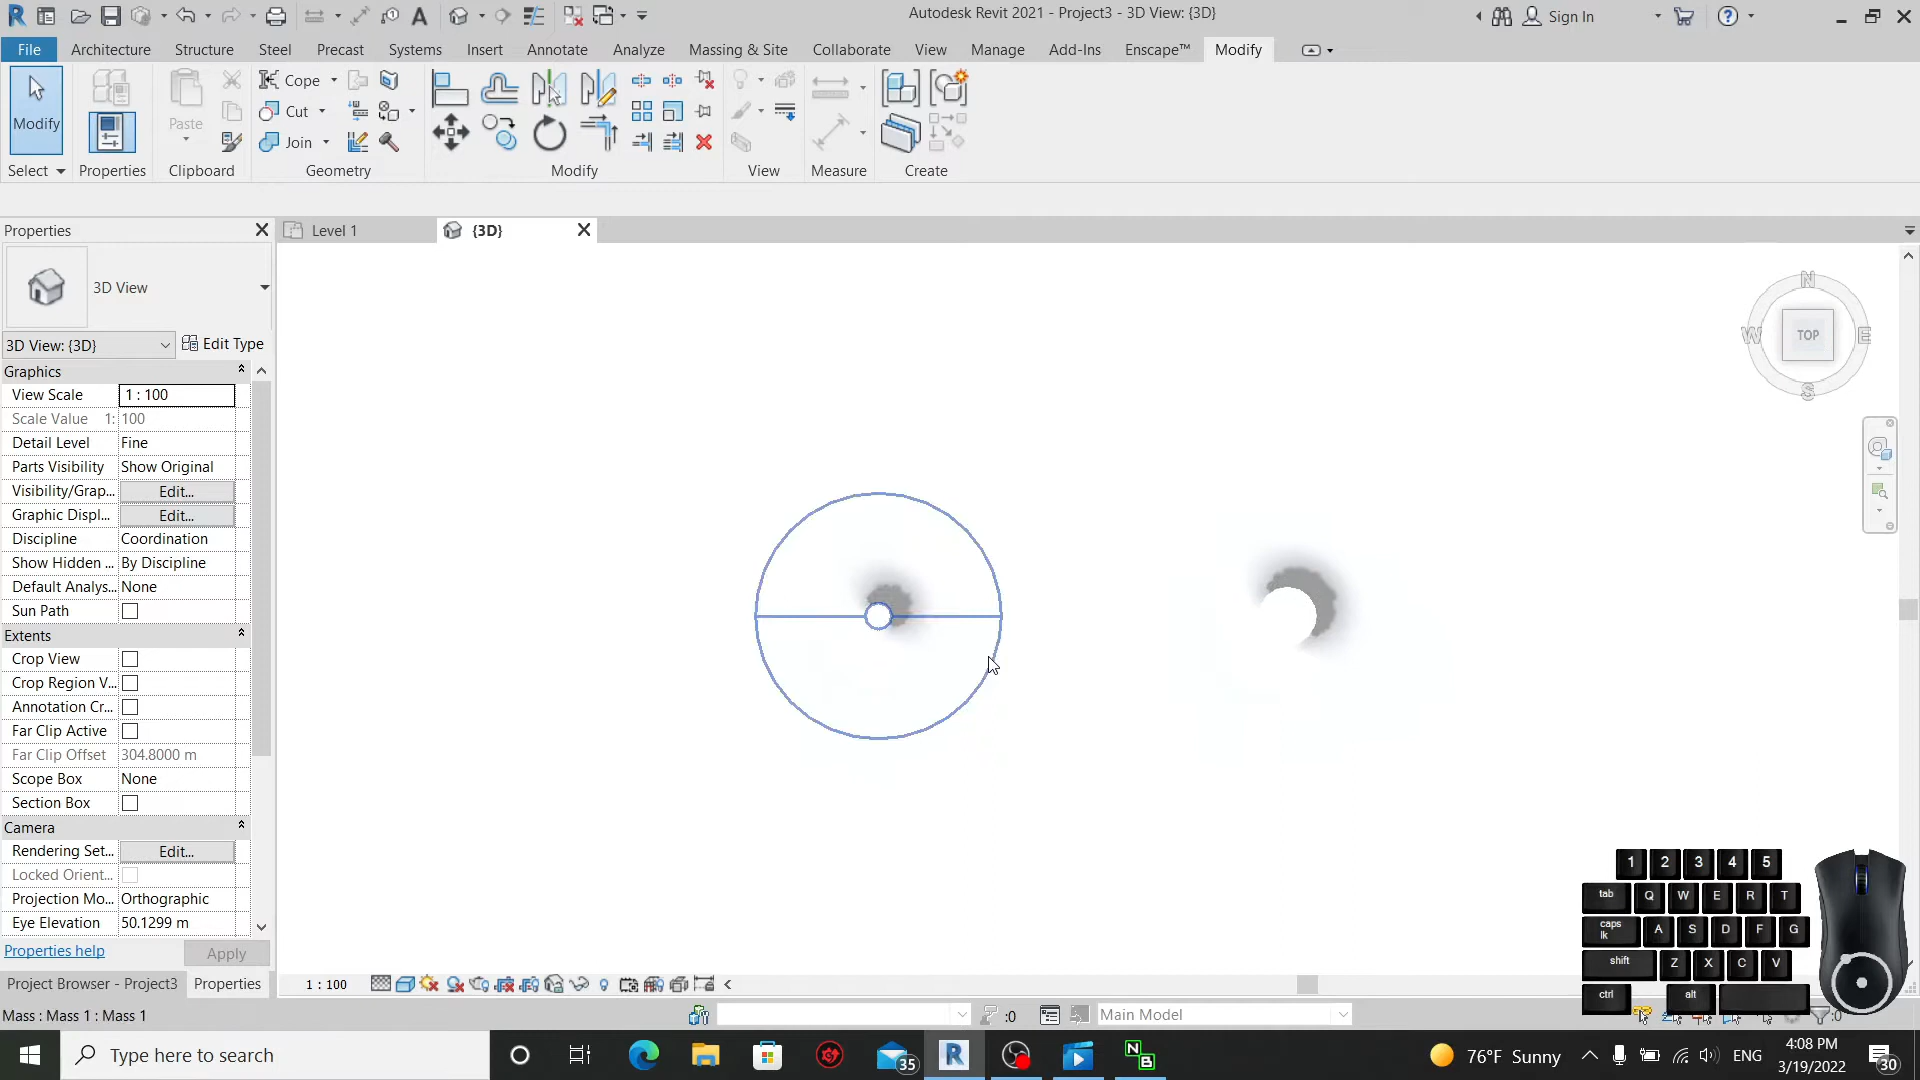 Autodesk Revit 2021 - Project3 - 3D View: {3D}
Sign In
File Architecture Structure Steel Precast Systems Insert Annotate Analyze Massing & Site Collaborate View Manage Add-Ins Enscape™ Modify
Modify
Paste
Cope
Cut
Join
Select Properties Clipboard Geometry Modify View Measure Create
Properties
Level 1
{3D}
3D View
3D View: {3D}
Edit Type
Graphics
View Scale 1 : 100
Scale Value 1: 100
Detail Level Fine
Parts Visibility Show Original
Visibility/Grap... Edit...
Graphic Displ... Edit...
Discipline Coordination
Show Hidden ... By Discipline
Default Analys... None
Sun Path
Extents
Crop View
Crop Region V...
Annotation Cr...
Far Clip Active
Far Clip Offset 304.8000 m
Scope Box None
Section Box
Camera
Rendering Set... Edit...
Locked Orient...
Projection Mo... Orthographic
Eye Elevation 50.1299 m
Properties help Apply
Project Browser - Project3 Properties
N
W TOP E
S
1 : 100
Mass : Mass 1 : Mass 1
:0
Main Model
:0
1 2 3 4 5
tab Q W E R T
caps lk A S D F G
shift Z X C V
ctrl alt
Type here to search
35
76°F Sunny
ENG
4:08 PM
3/19/2022
30